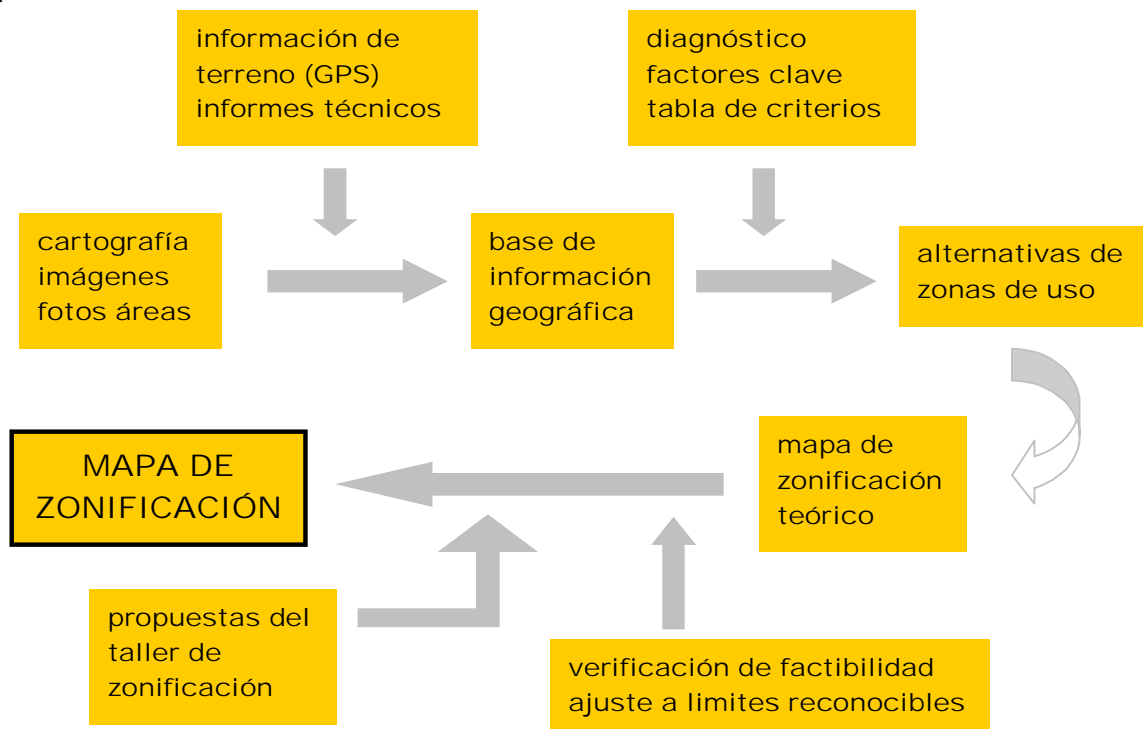 información de
terreno (GPS)
informes técnicos
diagnóstico
factores clave
tabla de criterios
cartografía
imágenes
fotos áreas
base de
información
geográfica
alternativas de
zonas de uso
mapa de
zonificación
teórico
MAPA DE
ZONIFICACIÓN
propuestas del
taller de
zonificación
verificación de factibilidad
ajuste a limites reconocibles